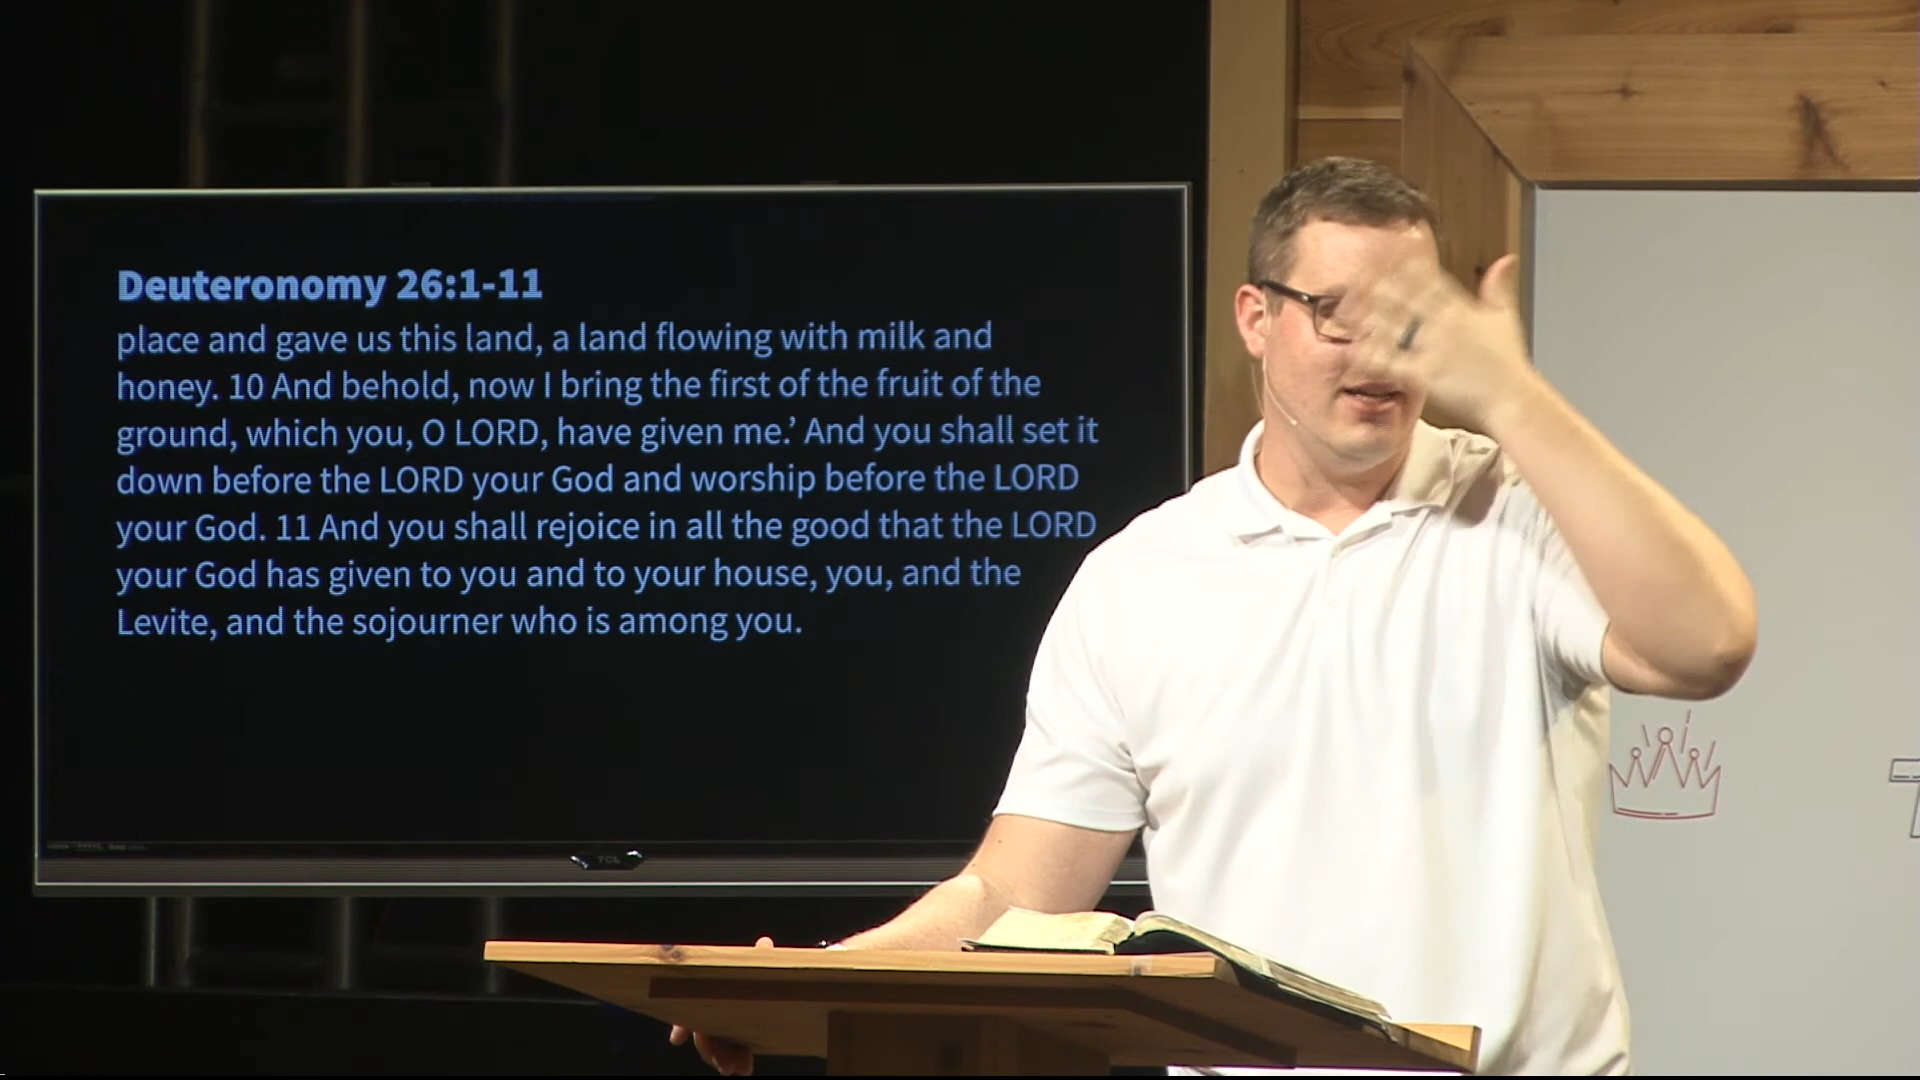 Deuteronomy 26:1-11
place and gave us this land, a land flowing with milk and
honey. 10 And behold, now I bring the first of the fruit of the
ground, which you, O LORD, have given me.’ And you shall set it
down before the LORD your God and worship before the LORD
your God. 11 And you shall rejoice in all the good that the LORD
your God has given to you and to your house, you, and the
Levite, and the sojourner who is among you.
TCL